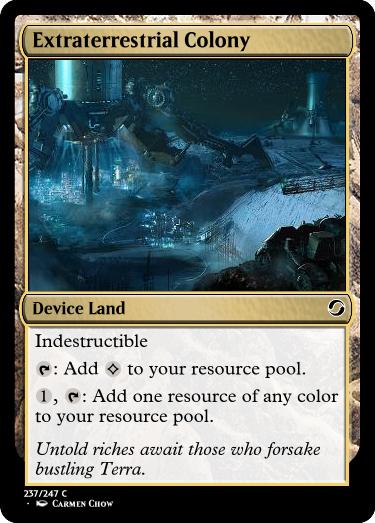 Extraterrestrial Colony
Device Land
Indestructible
: Add to your resource pool.
1, : Add one resource of any color
to your resource pool.
Untold riches await those who forsake
bustling Terra.
237/247 C
· Carmen Chow